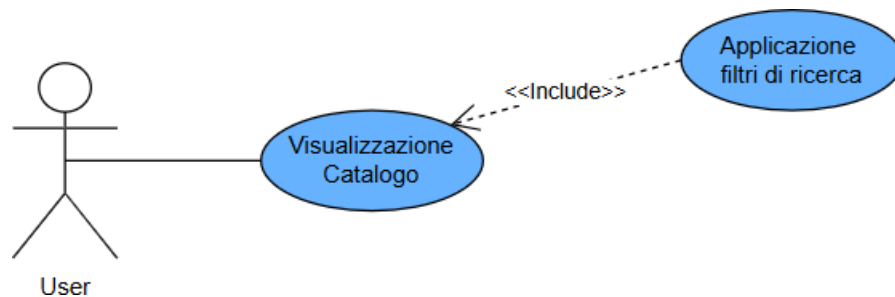 Applicazione
filtri di ricerca
<<Include>>
Visualizzazione
Catalogo
User